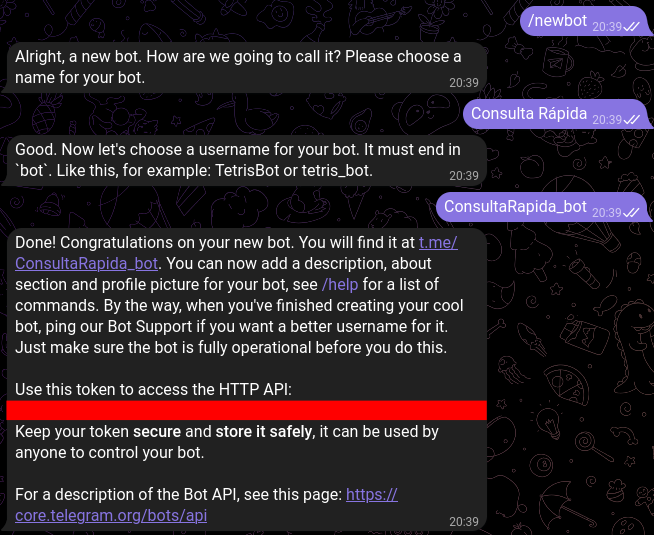 /newbot 20:39
Alright, a new bot. How are we going to call it? Please choose a
name for your bot. 20:39
Consulta Rápida 20:39
Good. Now let's choose a username for your bot. It must end in
`bot`. Like this, for example: TetrisBot or tetris_bot. 20:39
ConsultaRapida_bot 20:39
Done! Congratulations on your new bot. You will find it at t.me/
ConsultaRapida_bot. You can now add a description, about
section and profile picture for your bot, see /help for a list of
commands. By the way, when you've finished creating your cool
bot, ping our Bot Support if you want a better username for it.
Just make sure the bot is fully operational before you do this.
Use this token to access the HTTP API:
Keep your token secure and store it safely, it can be used by
anyone to control your bot.
For a description of the Bot API, see this page: https://
core.telegram.org/bots/api 20:39